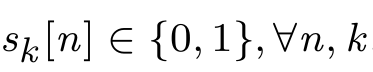 s_k[n] ∈ {0, 1}, ∀n, k